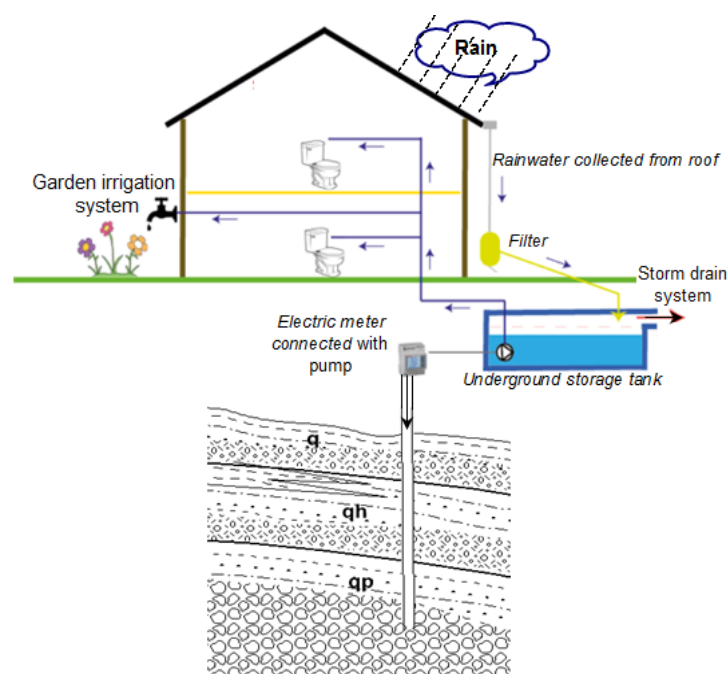 Rain
Rainwater collected from roof
Garden irrigation
system
Filter
Storm drain
system
Electric meter
connected with
pump
Underground storage tank
q
qh
qp